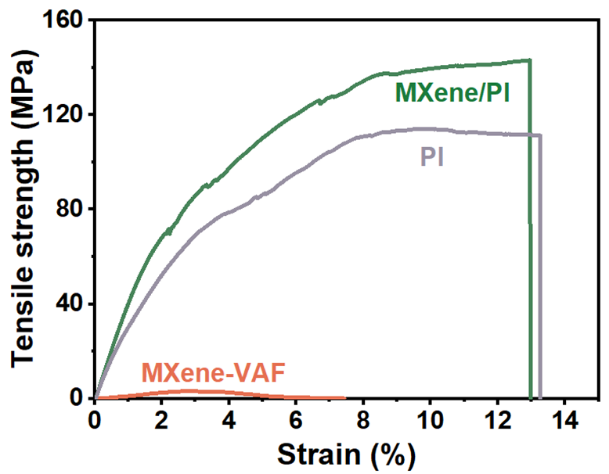 160
120
80
40
0
Tensile strength (MPa)
MXene/PI
PI
MXene-VAF
0 2 4 6 8 10 12 14
Strain (%)